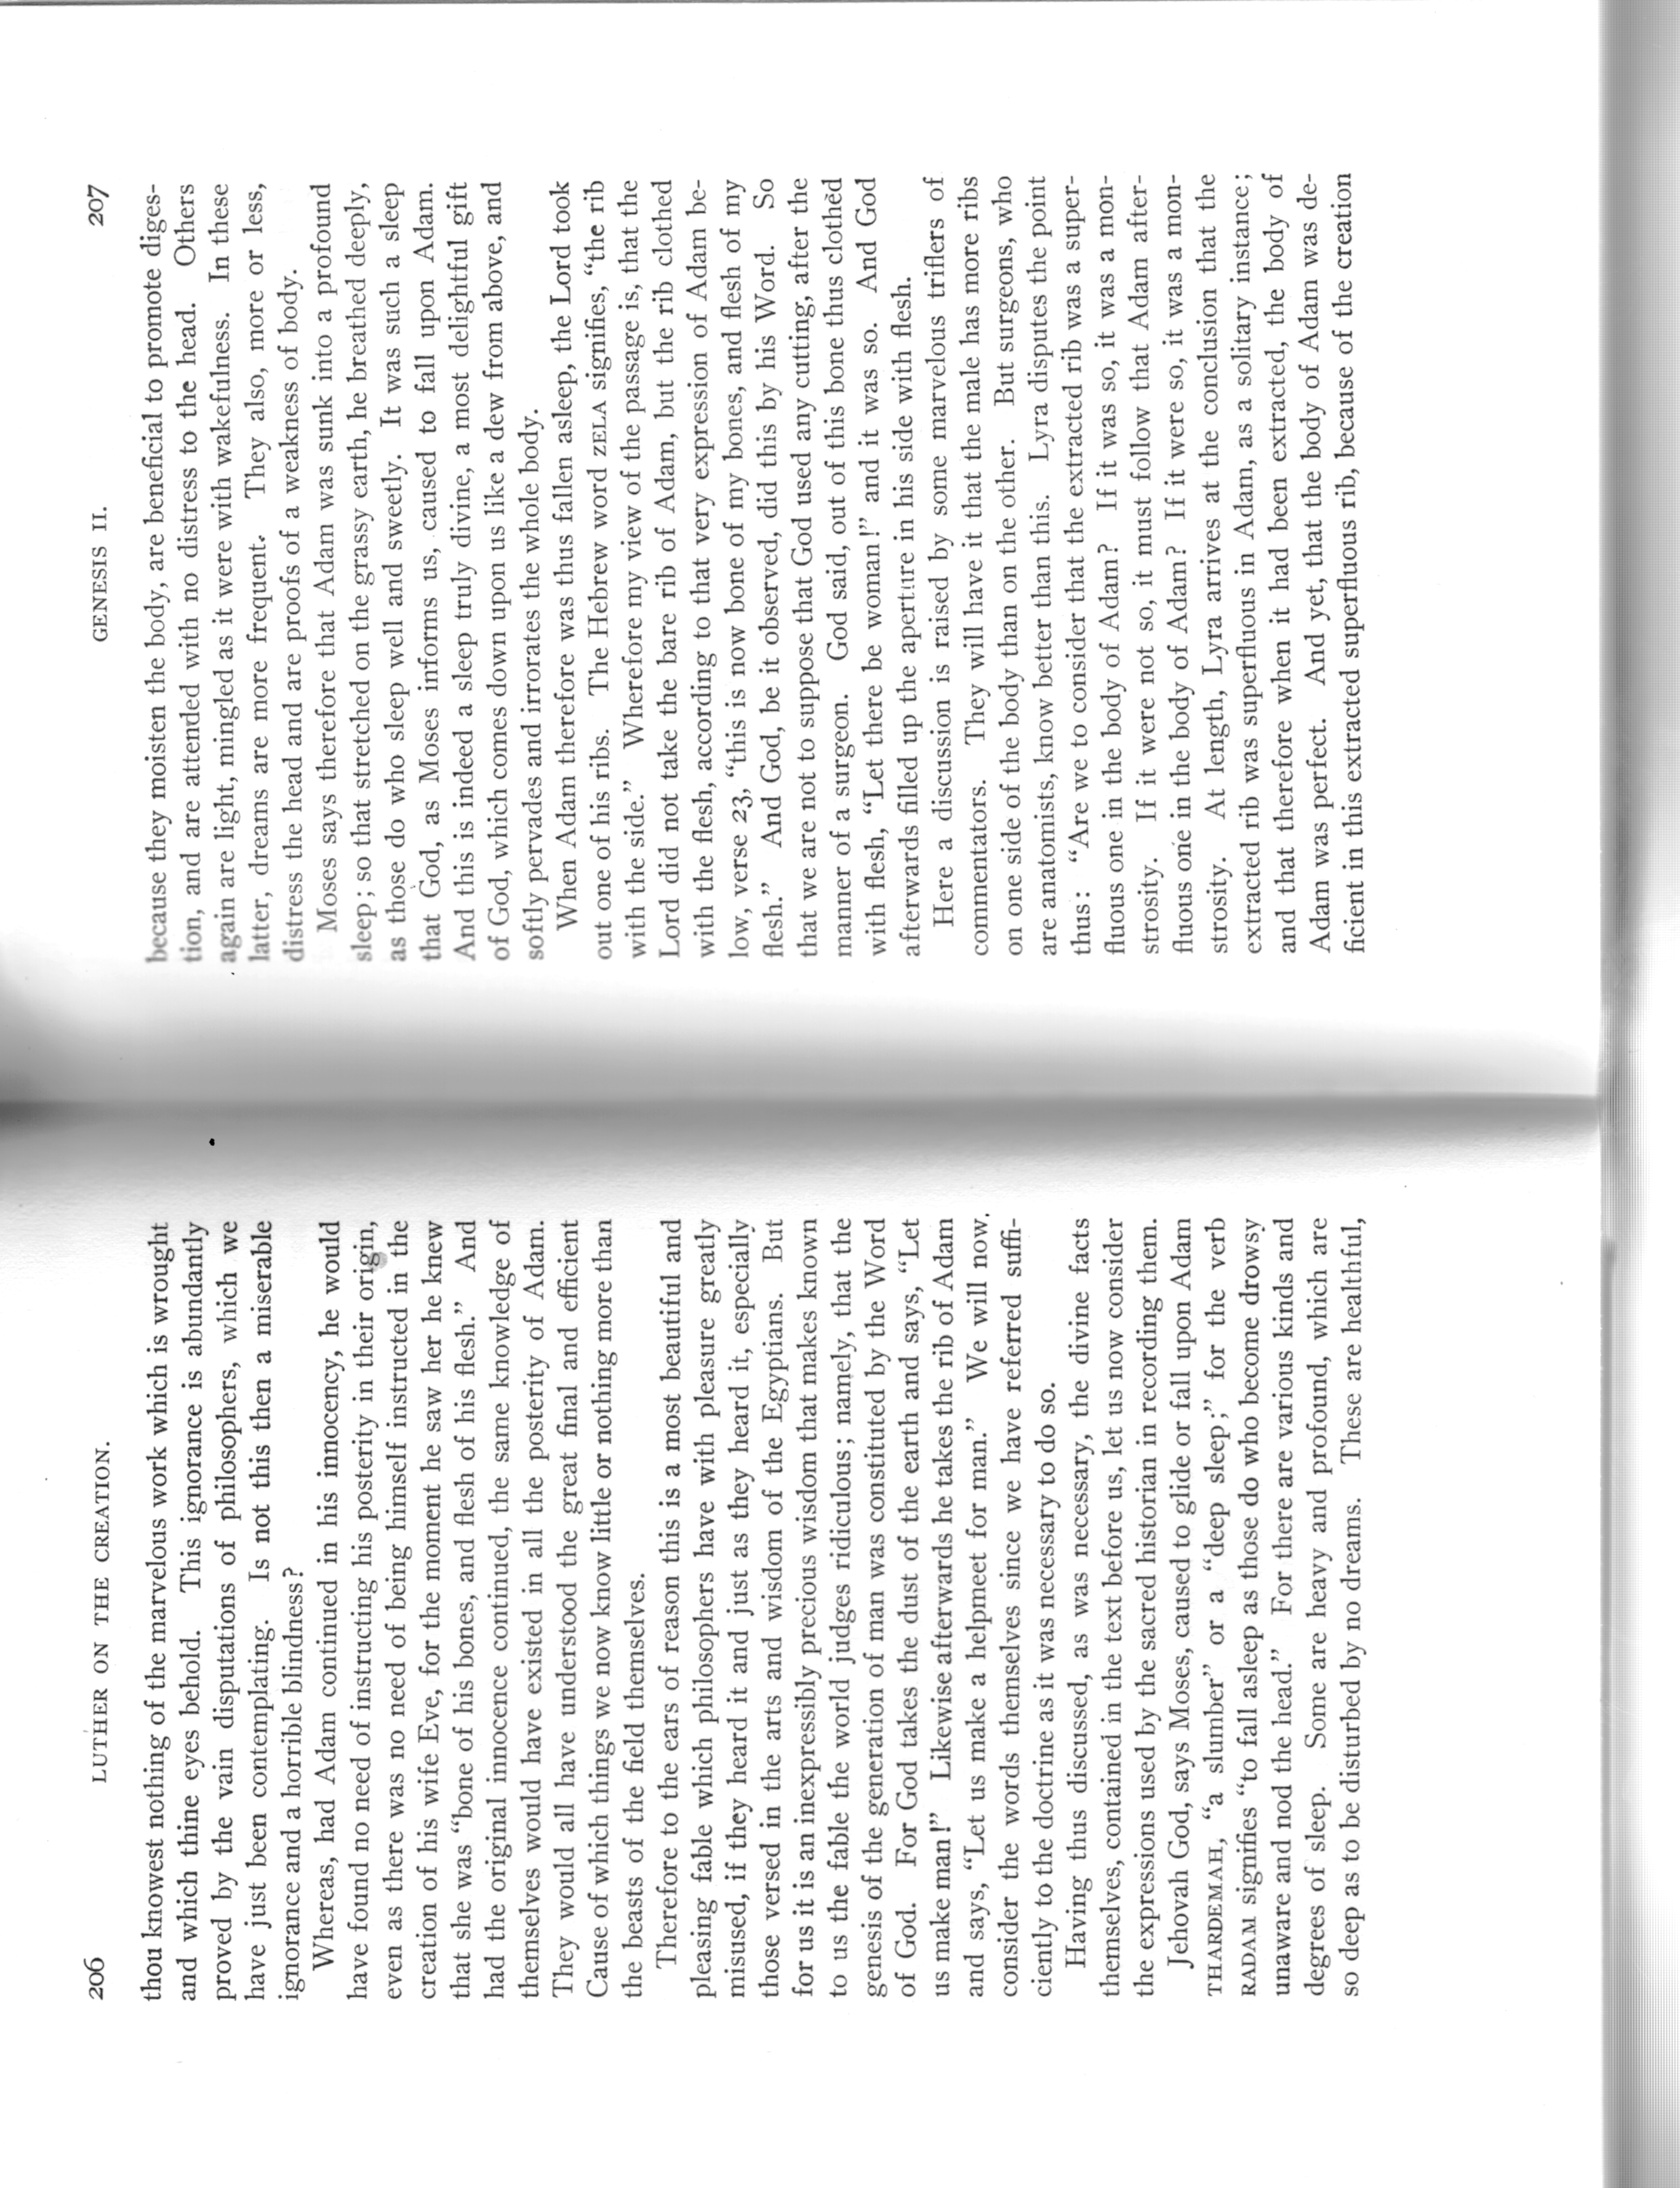 206
LUTHER ON THE CREATION.
thou knowest nothing of the marvelous work which is wrought
and which thine eyes behold. This ignorance is abundantly
proved by the vain disputations of philosophers, which we
have just been contemplating. Is not this then a miserable
ignorance and a horrible blindness?
Whereas, had Adam continued in his innocency, he would
have found no need of instructing his posterity in their origin,
even as there was no need of being himself instructed in the
creation of his wife Eve, for the moment he saw her he knew
that she was “bone of his bones, and flesh of his flesh.” And
had the original innocence continued, the same knowledge of
themselves would have existed in all the posterity of Adam.
They would all have understood the great final and efficient
Cause of which things we now know little or nothing more than
the beasts of the field themselves.
Therefore to the ears of reason this is a most beautiful and
pleasing fable which philosophers have with pleasure greatly
misused, if they heard it and just as they heard it, especially
those versed in the arts and wisdom of the Egyptians. But
for us it is an inexpressibly precious wisdom that makes known
to us the fable the world judges ridiculous; namely, that the
genesis of the generation of man was constituted by the Word
of God. For God takes the dust of the earth and says, “Let
us make man!” Likewise afterwards he takes the rib of Adam
and says, “Let us make a helpmeet for man.” We will now.
consider the words themselves since we have referred suffi-
ciently to the doctrine as it was necessary to do so.
Having thus discussed, as was necessary, the divine facts
themselves, contained in the text before us, let us now consider
the expressions used by the sacred historian in recording them.
Jehovah God, says Moses, caused to glide or fall upon Adam
THARDEMAH, “a slumber” or a “deep sleep;” for the verb
RADAM signifies “to fall asleep as those do who become drowsy
unaware and nod the head.” For there are various kinds and
degrees of sleep. Some are heavy and profound, which are
so deep as to be disturbed by no dreams. These are healthful,
GENESIS II.
207
because they moisten the body, are beneficial to promote diges-
tion, and are attended with no distress to the head. Others
again are light, mingled as it were with wakefulness. In these
latter, dreams are more frequent. They also, more or less,
distress the head and are proofs of a weakness of body.
Moses says therefore that Adam was sunk into a profound
sleep; so that stretched on the grassy earth, he breathed deeply,
as those do who sleep well and sweetly. It was such a sleep
that God, as Moses informs us, caused to fall upon Adam.
And this is indeed a sleep truly divine, a most delightful gift
of God, which comes down upon us like a dew from above, and
softly pervades and irrorates the whole body.
When Adam therefore was thus fallen asleep, the Lord took
out one of his ribs. The Hebrew word ZELA signifies, “the rib
with the side.” Wherefore my view of the passage is, that the
Lord did not take the bare rib of Adam, but the rib clothed
with the flesh, according to that very expression of Adam be-
low, verse 23, “this is now bone of my bones, and flesh of my
flesh.” And God, be it observed, did this by his Word. So
that we are not to suppose that God used any cutting, after the
manner of a surgeon. God said, out of this bone thus clothed
with flesh, “Let there be woman!” and it was so. And God
afterwards filled up the aperture in his side with flesh.
Here a discussion is raised by some marvelous triflers of
commentators. They will have it that the male has more ribs
on one side of the body than on the other. But surgeons, who
are anatomists, know better than this. Lyra disputes the point
thus: “Are we to consider that the extracted rib was a super-
fluous one in the body of Adam? If it was so, it was a mon-
strosity. If it were not so, it must follow that Adam after-
fluous one in the body of Adam? If it were so, it was a mon-
strosity. At length, Lyra arrives at the conclusion that the
extracted rib was superfluous in Adam, as a solitary instance;
and that therefore when it had been extracted, the body of
Adam was perfect. And yet, that the body of Adam was de-
ficient in this extracted superfluous rib, because of the creation